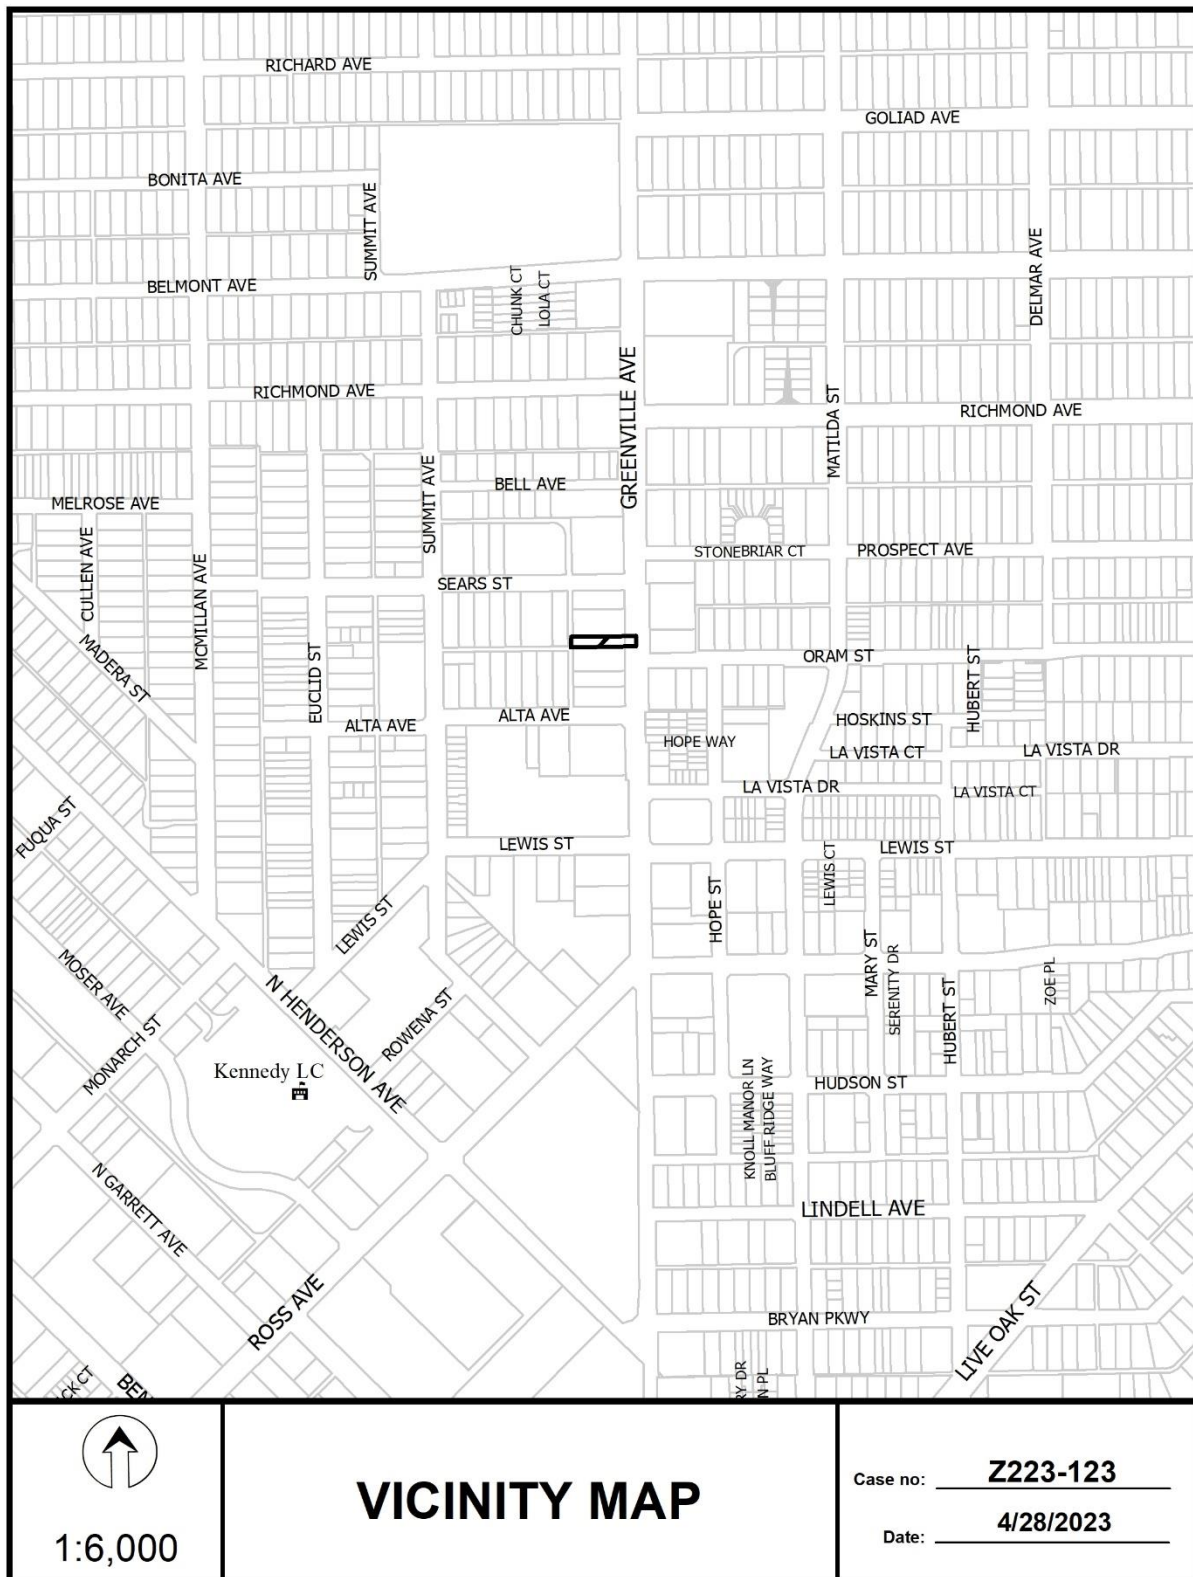 RICHARD AVE
GOLIAD AVE
BONITA AVE
SUMMIT AVE
DELMAR AVE
BELMONT AVE
CHUNK CT
LOLA CT
GREENVILLE AVE
RICHMOND AVE
MATILDA ST
RICHMOND AVE
SUMMIT AVE
BELL AVE
MELROSE AVE
CULLEN AVE
MCMILLAN AVE
STONEBRIAR CT
PROSPECT AVE
SEARS ST
MADERA ST
EUCLID ST
ORAM ST
HUBERT ST
ALTA AVE
ALTA AVE
HOSKINS ST
HOPE WAY
LA VISTA CT
LA VISTA DR
LA VISTA DR
LA VISTA CT
FUQUA ST
LEWIS ST
LEWIS ST
LEWIS CT
HOPE ST
LEWIS ST
MARY ST
SERENITY DR
MOSER AVE
N HENDERSON AVE
ZOE PL
HUBERT ST
ROWENA ST
MONARCH ST
Kennedy LC
HUDSON ST
KNOLL MANOR LN
BLUFF RIDGE WAY
N GARRETT AVE
LINDELL AVE
ROSS AVE
BRYAN PKWY
LIVE OAK ST
CK CT
BEN
RY DR
N PL
1:6,000
VICINITY MAP
Case no: Z223-123
Date: 4/28/2023